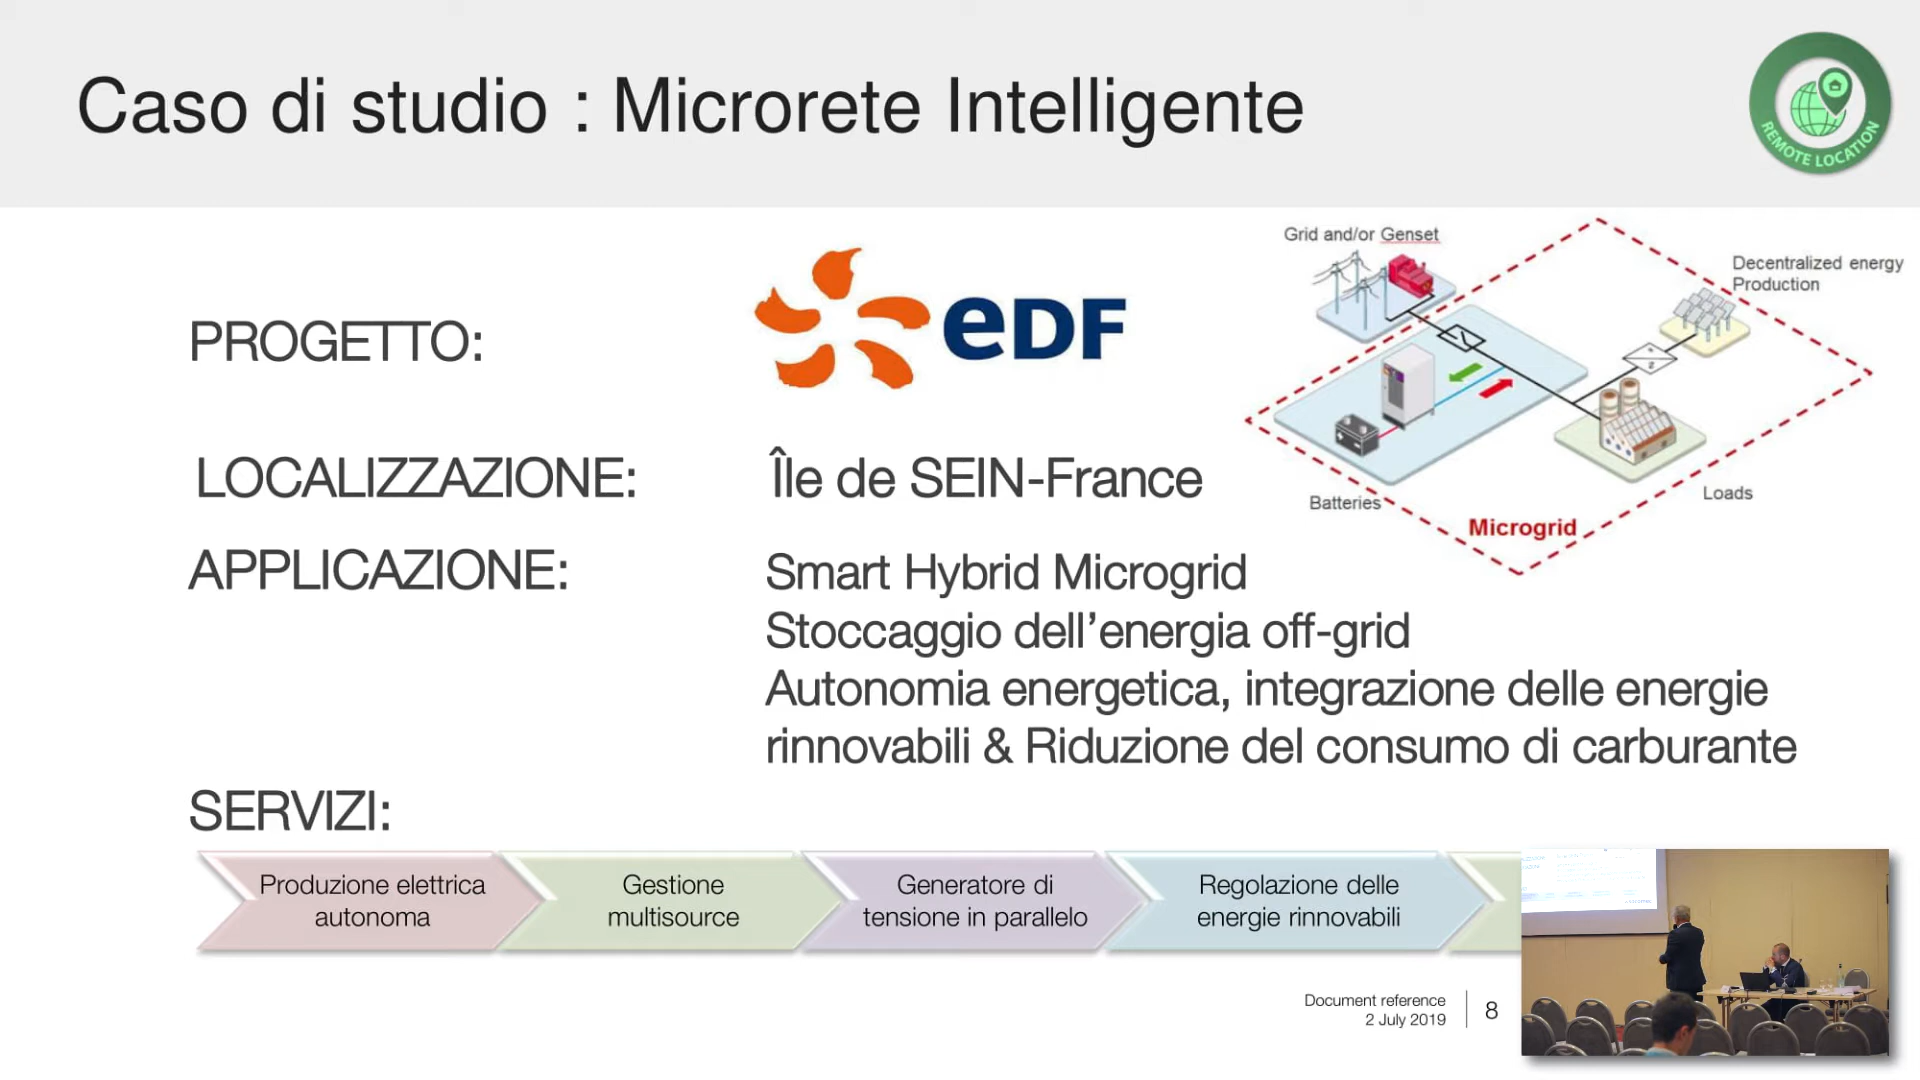 Caso di studio : Microrete Intelligente
REMOTE LOCATION
PROGETTO:
eDF
Grid and/or Genset
Decentralized energy
Production
Batteries
Loads
Microgrid
LOCALIZZAZIONE:
Île de SEIN-France
APPLICAZIONE:
Smart Hybrid Microgrid
Stoccaggio dell’energia off-grid
Autonomia energetica, integrazione delle energie
rinnovabili & Riduzione del consumo di carburante
SERVIZI:
Produzione elettrica
autonoma
Gestione
multisource
Generatore di
tensione in parallelo
Regolazione delle
energie rinnovabili
Document reference
2 July 2019
8